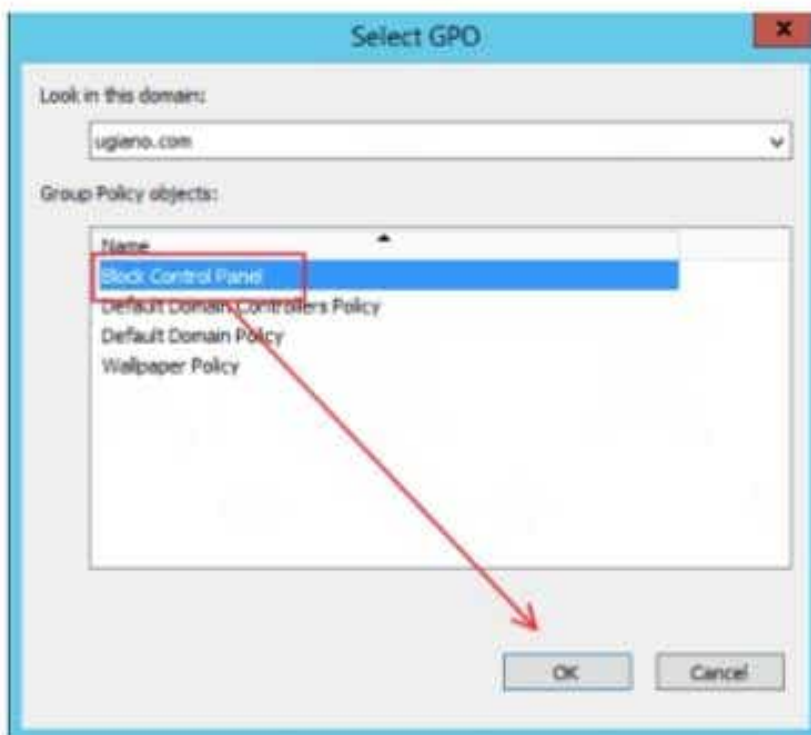 Select GPO
x
Look in this domain:
ugiano.com
Group Policy objects:
Name
Block Control Panel
Default Domain Controllers Policy
Default Domain Policy
Wallpaper Policy
OK Cancel